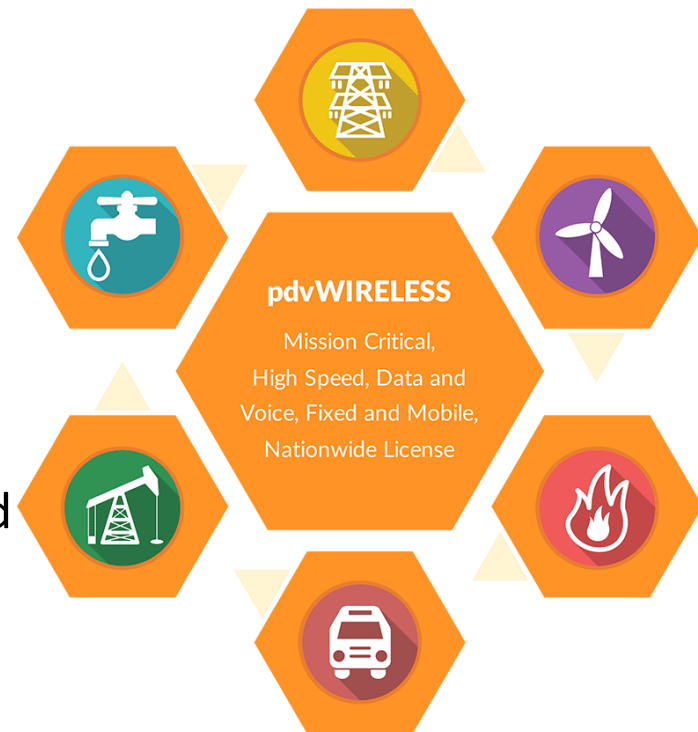 pdvWIRELESS
Mission Critical,
High Speed, Data and
Voice, Fixed and Mobile,
Nationwide License
d